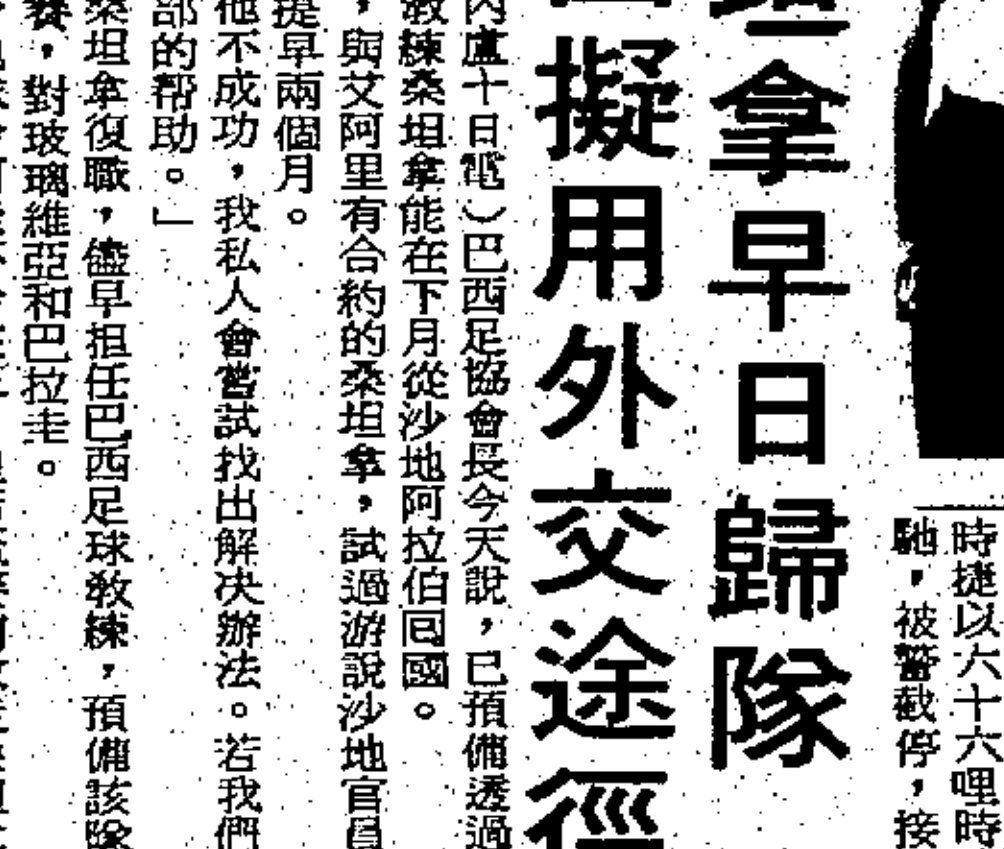 時捷以六十六哩時
馳，被警截停，接
拿早日歸隊
擬用外交途徑
內盧十日電）巴西足協會長今天說，已預備透過
教練桑坦拿能在下月從沙地阿拉伯囘國。
，與艾阿里有合約的桑坦拿，試過游說沙地官員
提早兩個月。
他不成功，我私人會嘗試找出解决辦法。若我們
部的帮助。」
桑坦拿復職，儘早担任巴西足球教練，預備該隊
賽，對玻璃維亞和巴拉圭。